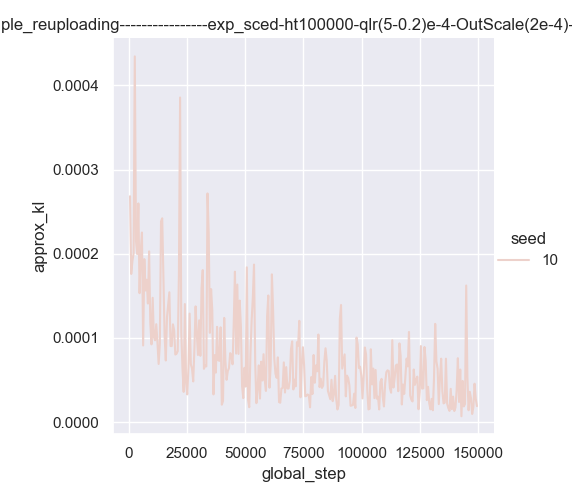 ple_reuploading----------------exp_sced-ht100000-qlr(5-0.2)e-4-OutScale(2e-4)-
approx_kl
0.0004
0.0003
0.0002
0.0001
0.0000
0 25000 50000 75000 100000 125000 150000
global_step
seed
10